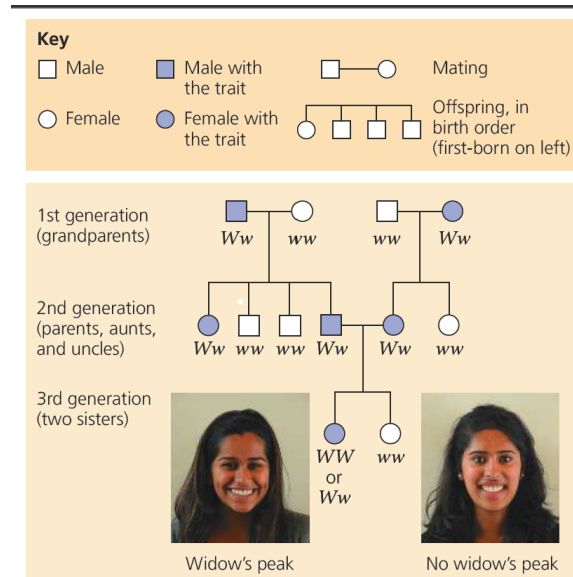 Key
Male
Male with
the trait
Mating
Female
Female with
the trait
Offspring, in
birth order
(first-born on left)
1st generation
(grandparents)
Ww ww ww Ww
2nd generation
(parents, aunts,
and uncles)
Ww ww ww Ww Ww ww
3rd generation
(two sisters)
WW
or
Ww
ww
Widow's peak
No widow's peak